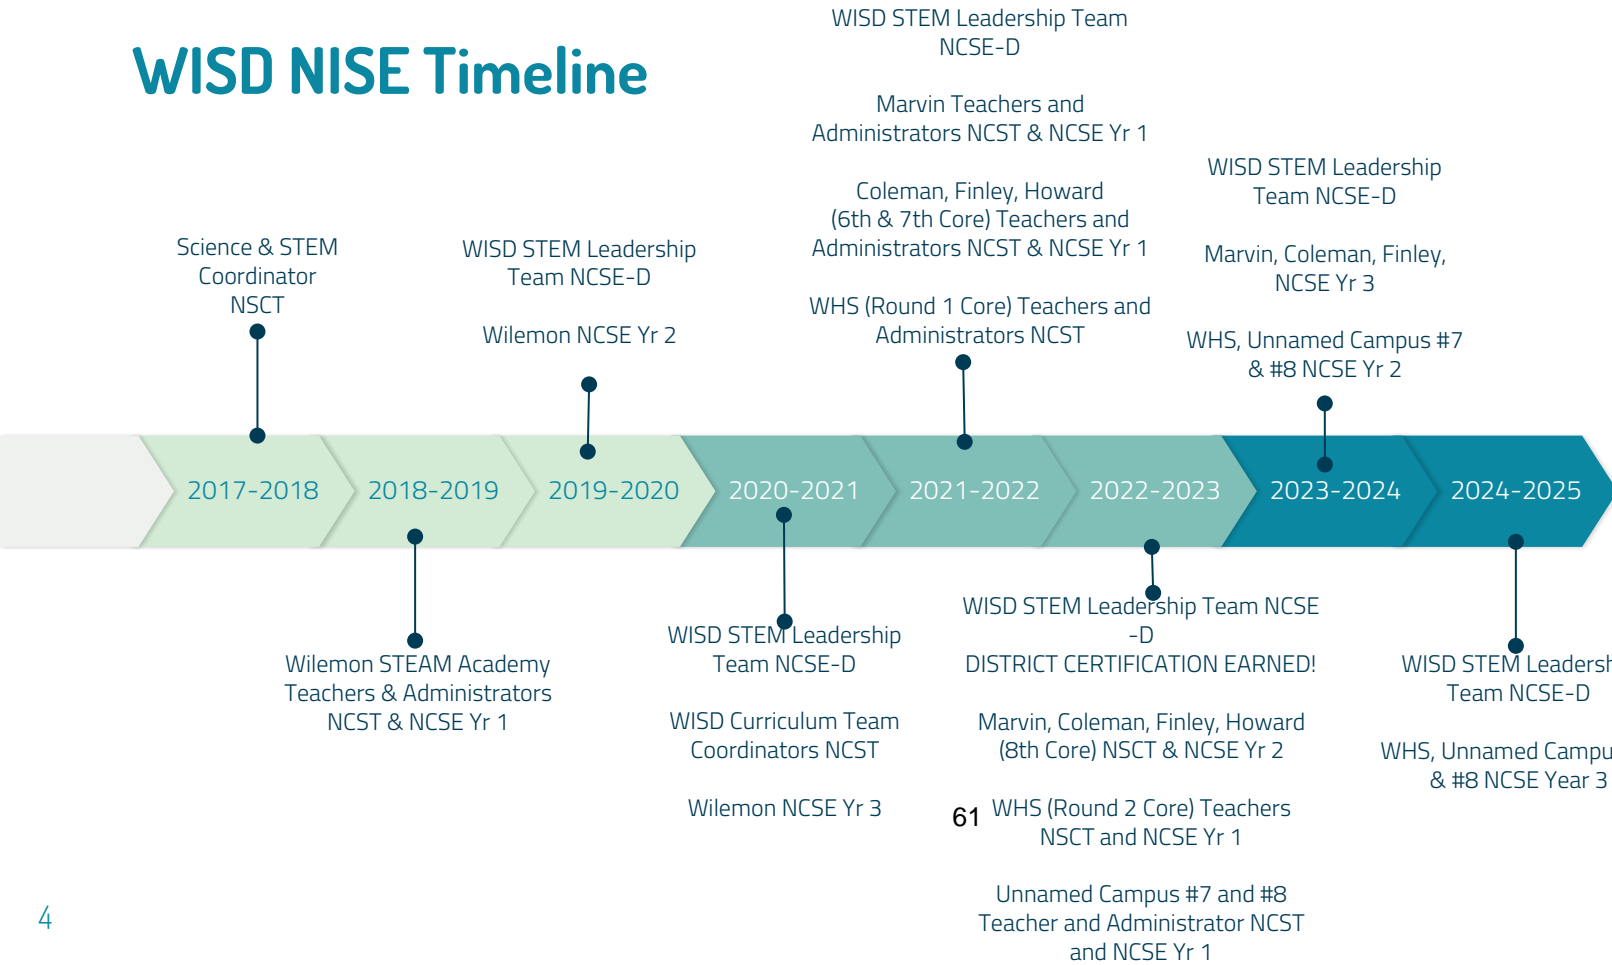 WISD NISE Timeline
Science & STEM
Coordinator
NSCT
WISD STEM Leadership
Team NCSE-D
Wilemon NCSE Yr 2
WISD STEM Leadership Team
NCSE-D
Marvin Teachers and
Administrators NCST & NCSE Yr 1
Coleman, Finley, Howard
(6th & 7th Core) Teachers and
Administrators NCST & NCSE Yr 1
WHS (Round 1 Core) Teachers and
Administrators NCST
WISD STEM Leadership
Team NCSE-D
Marvin, Coleman, Finley,
NCSE Yr 3
WHS, Unnamed Campus #7
& #8 NCSE Yr 2
2017-2018
2018-2019
2019-2020
2020-2021
2021-2022
2022-2023
2023-2024
2024-2025
Wilemon STEAM Academy
Teachers & Administrators
NCST & NCSE Yr 1
WISD STEM Leadership
Team NCSE-D
WISD Curriculum Team
Coordinators NCST
Wilemon NCSE Yr 3
WISD STEM Leadership Team NCSE
-D
DISTRICT CERTIFICATION EARNED!
Marvin, Coleman, Finley, Howard
(8th Core) NSCT & NCSE Yr 2
WHS (Round 2 Core) Teachers
NSCT and NCSE Yr 1
Unnamed Campus #7 and #8
Teacher and Administrator NCST
and NCSE Yr 1
WISD STEM Leadersh
Team NCSE-D
WHS, Unnamed Campu
& #8 NCSE Year 3
61
4